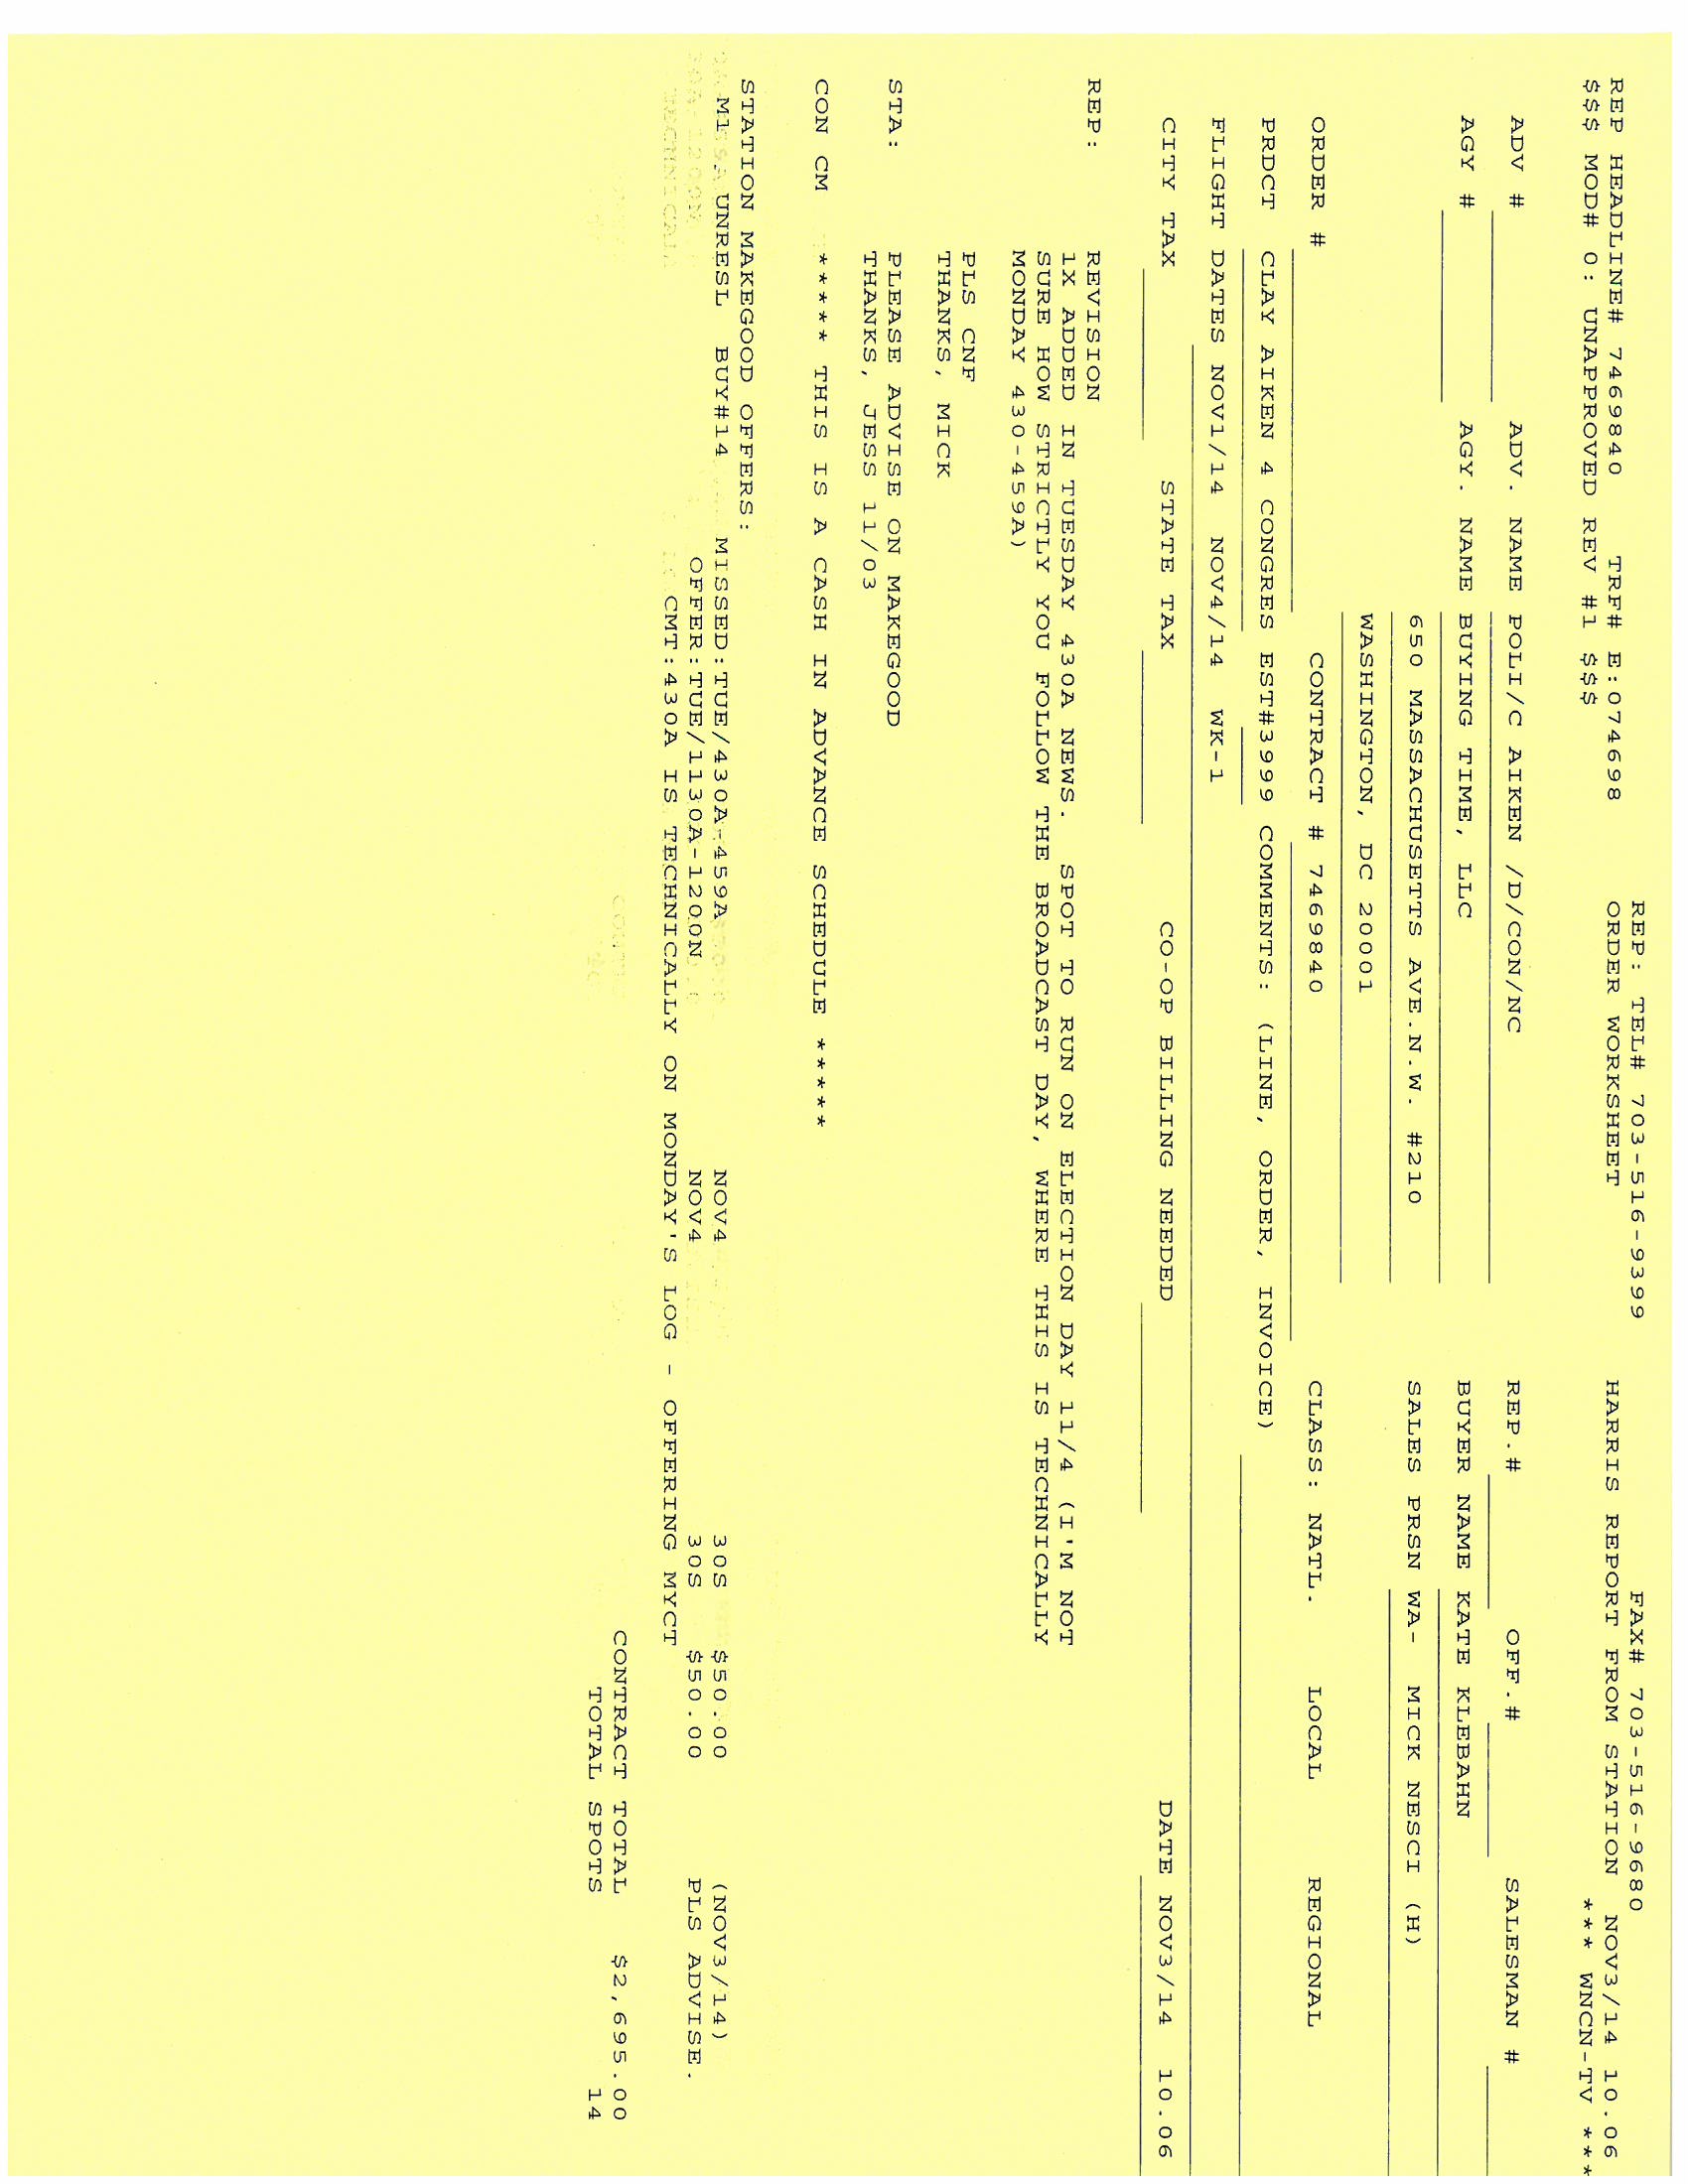 REP: TEL# 703-516-9399 FAX# 703-516-9680
REP HEADLINE# 7469840 TRF# E:074698 ORDER WORKSHEET HARRIS REPORT FROM STATION NOV3/14 10.06
$$$ MOD# 0: UNAPPROVED REV #1 $$$ *** WNCN-TV ***
ADV # ADV. NAME POLI/C AIKEN /D/CON/NC REP.# OFF.# SALESMAN #
AGY # AGY. NAME BUYING TIME, LLC BUYER NAME KATE KLEBAHN
650 MASSACHUSETTS AVE.N.W. #210 SALES PRSN WA- MICK NESCI (H)
WASHINGTON, DC 20001
ORDER # CONTRACT # 7469840 CLASS: NATL. LOCAL REGIONAL
PRDCT CLAY AIKEN 4 CONGRES EST#3999 COMMENTS: (LINE, ORDER, INVOICE)
FLIGHT DATES NOV1/14 NOV4/14 WK-1
CITY TAX STATE TAX CO-OP BILLING NEEDED DATE NOV3/14 10.06
REP: REVISION
1X ADDED IN TUESDAY 430A NEWS. SPOT TO RUN ON ELECTION DAY 11/4 (I'M NOT
SURE HOW STRICTLY YOU FOLLOW THE BROADCAST DAY, WHERE THIS IS TECHNICALLY
MONDAY 430-459A)
PLS CNF
THANKS, MICK
STA: PLEASE ADVISE ON MAKEGOOD
THANKS, JESS 11/03
CON CM ***** THIS IS A CASH IN ADVANCE SCHEDULE *****
STATION MAKEGOOD OFFERS:
M1 UNRESL BUY#14 MISSED:TUE/430A-459A NOV4 30S $50.00 (NOV3/14)
OFFER:TUE/1130A-1200N NOV4 30S $50.00 PLS ADVISE.
CMT:430A IS TECHNICALLY ON MONDAY'S LOG - OFFERING MYCT
CONTRACT TOTAL $2,695.00
TOTAL SPOTS 14